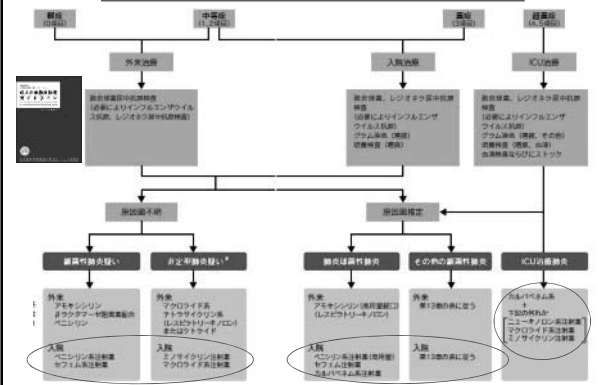 軽症
(0項目)
中等症
(1、2項目)
重症
(3項目)
超重症
(4、5項目)
外来治療
入院治療
ICU治療
肺炎球菌尿中抗原
検査
(必要によりインフルエンザウイル
ス抗原、レジオネラ尿中抗原検査)
肺炎球菌、レジオネラ尿中抗原
検査
(必要によりインフルエンザ
ウイルス抗原)
グラム染色（喀痰）
培養検査（喀痰）
肺炎球菌、レジオネラ尿中抗原
検査
(必要によりインフルエンザ
ウイルス抗原)
グラム染色（喀痰、その他）
培養検査（喀痰、血液）
血清検査ならびにストック
原因菌不明
原因菌推定
細菌性肺炎疑い
非定型肺炎疑い*
肺炎球菌性肺炎
その他の細菌性肺炎
ICU治療肺炎
外来
アモキシシリン
βラクタマーゼ阻害薬配合
ペニシリン
入院
ペニシリン系注射薬
セフェム系注射薬
外来
マクロライド系
テトラサイクリン系
(レスピラトリーキノロン)
またはケトライド
入院
ミノサイクリン注射薬
マクロライド系注射薬
外来
アモキシシリン(高用量経口)
(レスピラトリーキノロン)
入院
ペニシリン系注射薬(高用量)
セフェム注射薬
カルバペネム系注射薬
外来
第13章の表に従う
入院
第13章の表に従う
カルバペネム系
+
下記の何れか
ニューキノロン系注射薬
マクロライド系注射薬
ミノサイクリン注射薬